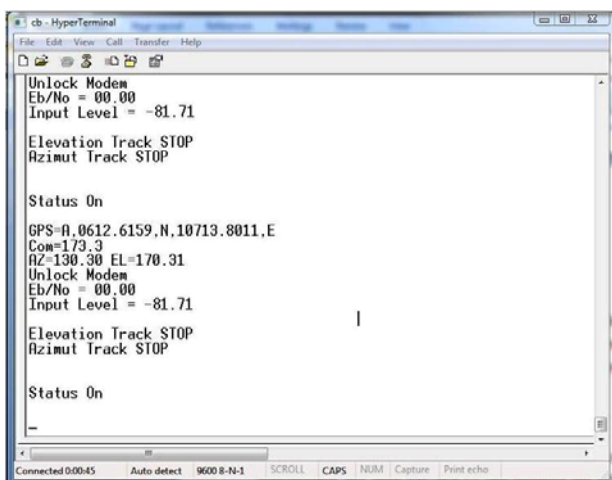 cb - HyperTerminal
File Edit View Call Transfer Help
Unlock Modem
Eb/No = 00.00
Input Level = -81.71
Elevation Track STOP
Azimut Track STOP
Status On
GPS=A,0612.6159,N,10713.8011,E
Com=173.3
AZ=130.30 EL=170.31
Unlock Modem
Eb/No = 00.00
Input Level = -81.71
Elevation Track STOP
Azimut Track STOP
Status On
Connected 0:00:45 Auto detect 9600 8-N-1 SCROLL CAPS NUM Capture Print echo